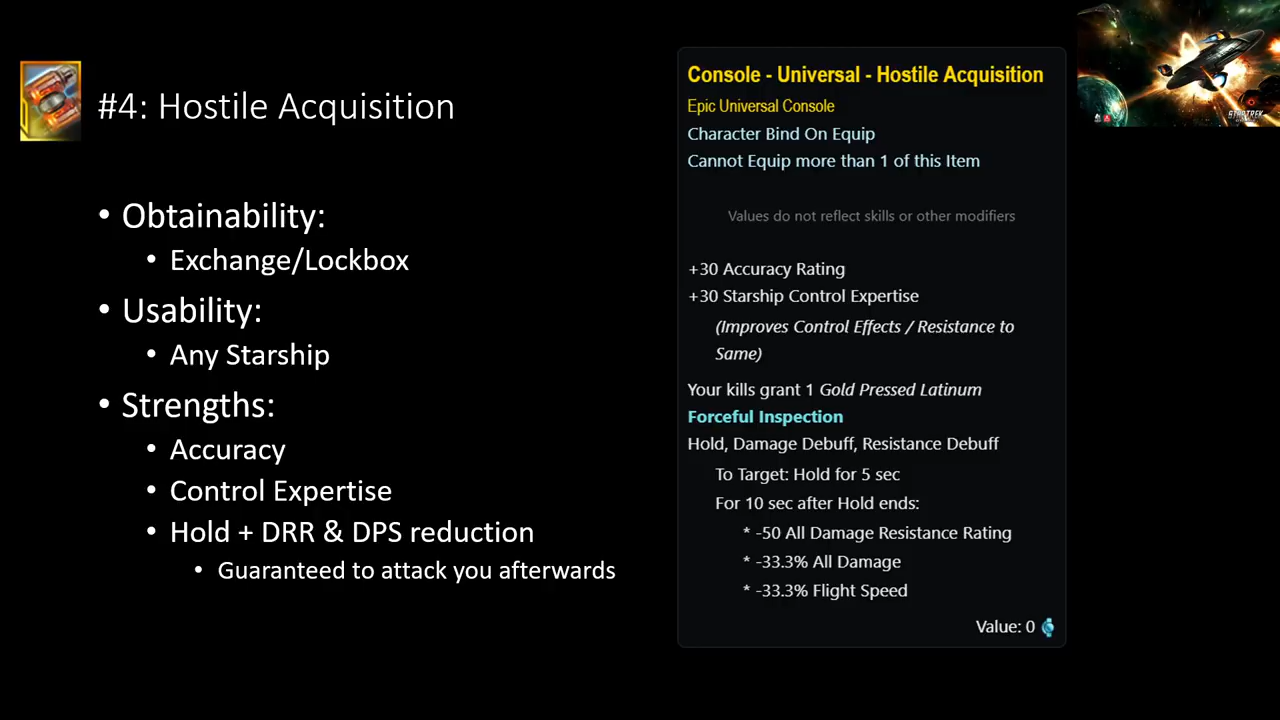 #4: Hostile Acquisition
• Obtainability:
• Exchange/Lockbox
• Usability:
• Any Starship
• Strengths:
• Accuracy
• Control Expertise
• Hold + DRR & DPS reduction
• Guaranteed to attack you afterwards
Console - Universal - Hostile Acquisition
Epic Universal Console
Character Bind On Equip
Cannot Equip more than 1 of this Item
Values do not reflect skills or other modifiers
+30 Accuracy Rating
+30 Starship Control Expertise
(Improves Control Effects / Resistance to
Same)
Your kills grant 1 Gold Pressed Latinum
Forceful Inspection
Hold, Damage Debuff, Resistance Debuff
To Target: Hold for 5 sec
For 10 sec after Hold ends:
* -50 All Damage Resistance Rating
* -33.3% All Damage
* -33.3% Flight Speed
Value: 0
STAR TREK